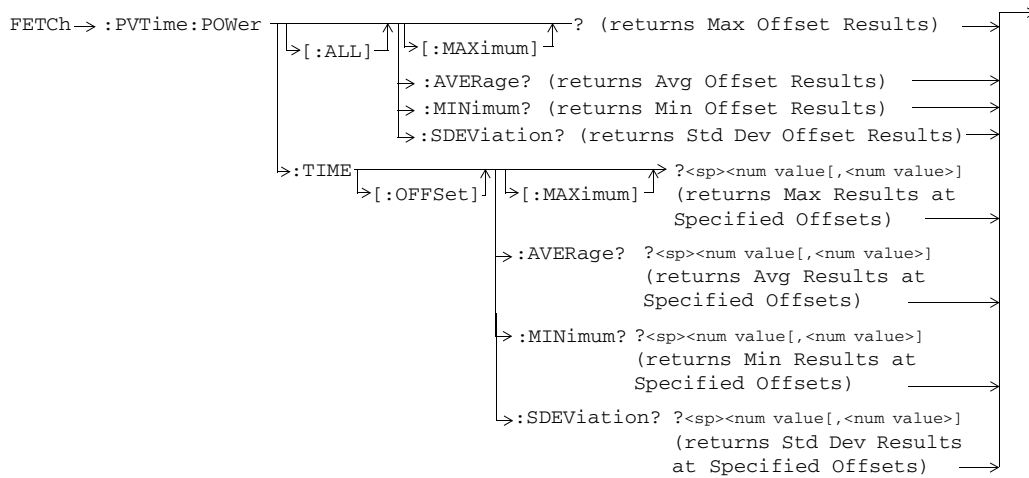 FETCh :PVTime:POWer ? (returns Max Offset Results)
[:ALL] [:MAXimum]
:AVERage? (returns Avg Offset Results)
:MINimum? (returns Min Offset Results)
:SDEViation? (returns Std Dev Offset Results)
:TIME ?<sp><num value[,<num value>]
[:OFFSet] [:MAXimum] (returns Max Results at
Specified Offsets)
:AVERage? ?<sp><num value[,<num value>]
(returns Avg Results at
Specified Offsets)
:MINimum? ?<sp><num value[,<num value>]
(returns Min Results at
Specified Offsets)
:SDEViation? ?<sp><num value[,<num value>]
(returns Std Dev Results
at Specified Offsets)